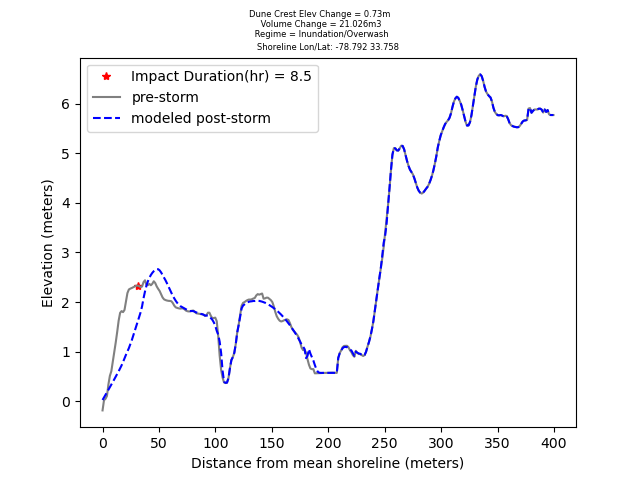 Dune Crest Elev Change = 0.73m
Volume Change = 21.026m3
Regime = Inundation/Overwash
Shoreline Lon/Lat: -78.792 33.758
Impact Duration(hr) = 8.5
pre-storm
modeled post-storm
Elevation (meters)
6
5
4
3
2
1
0
0 50 100 150 200 250 300 350 400
Distance from mean shoreline (meters)